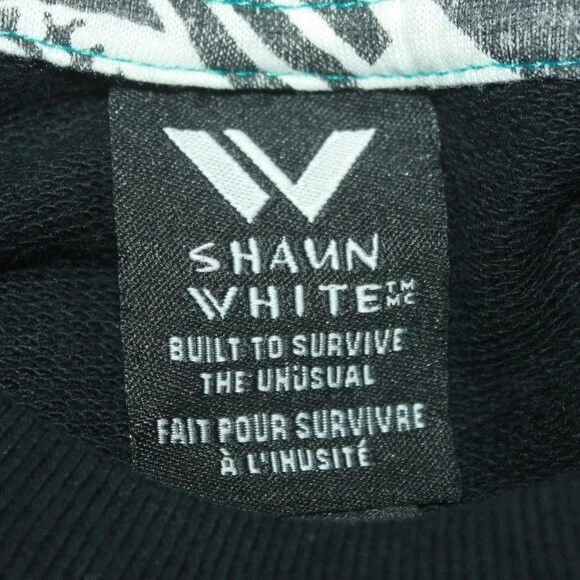 SHAUN
WHITE™ MC
BUILT TO SURVIVE
THE UNUSUAL
FAIT POUR SURVIVRE
À L'INUSITÉ